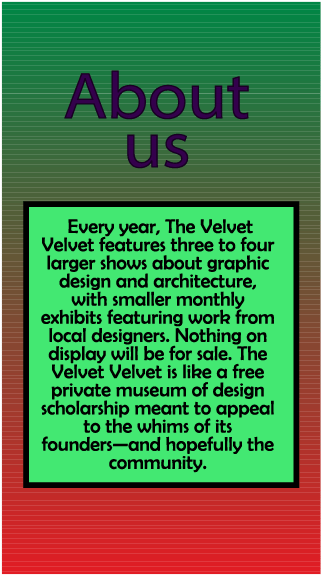 About
us
Every year, The Velvet
Velvet features three to four
larger shows about graphic
design and architecture,
with smaller monthly
exhibits featuring work from
local designers. Nothing on
display will be for sale. The
Velvet Velvet is like a free
private museum of design
scholarship meant to appeal
to the whims of its
founders—and hopefully the
community.